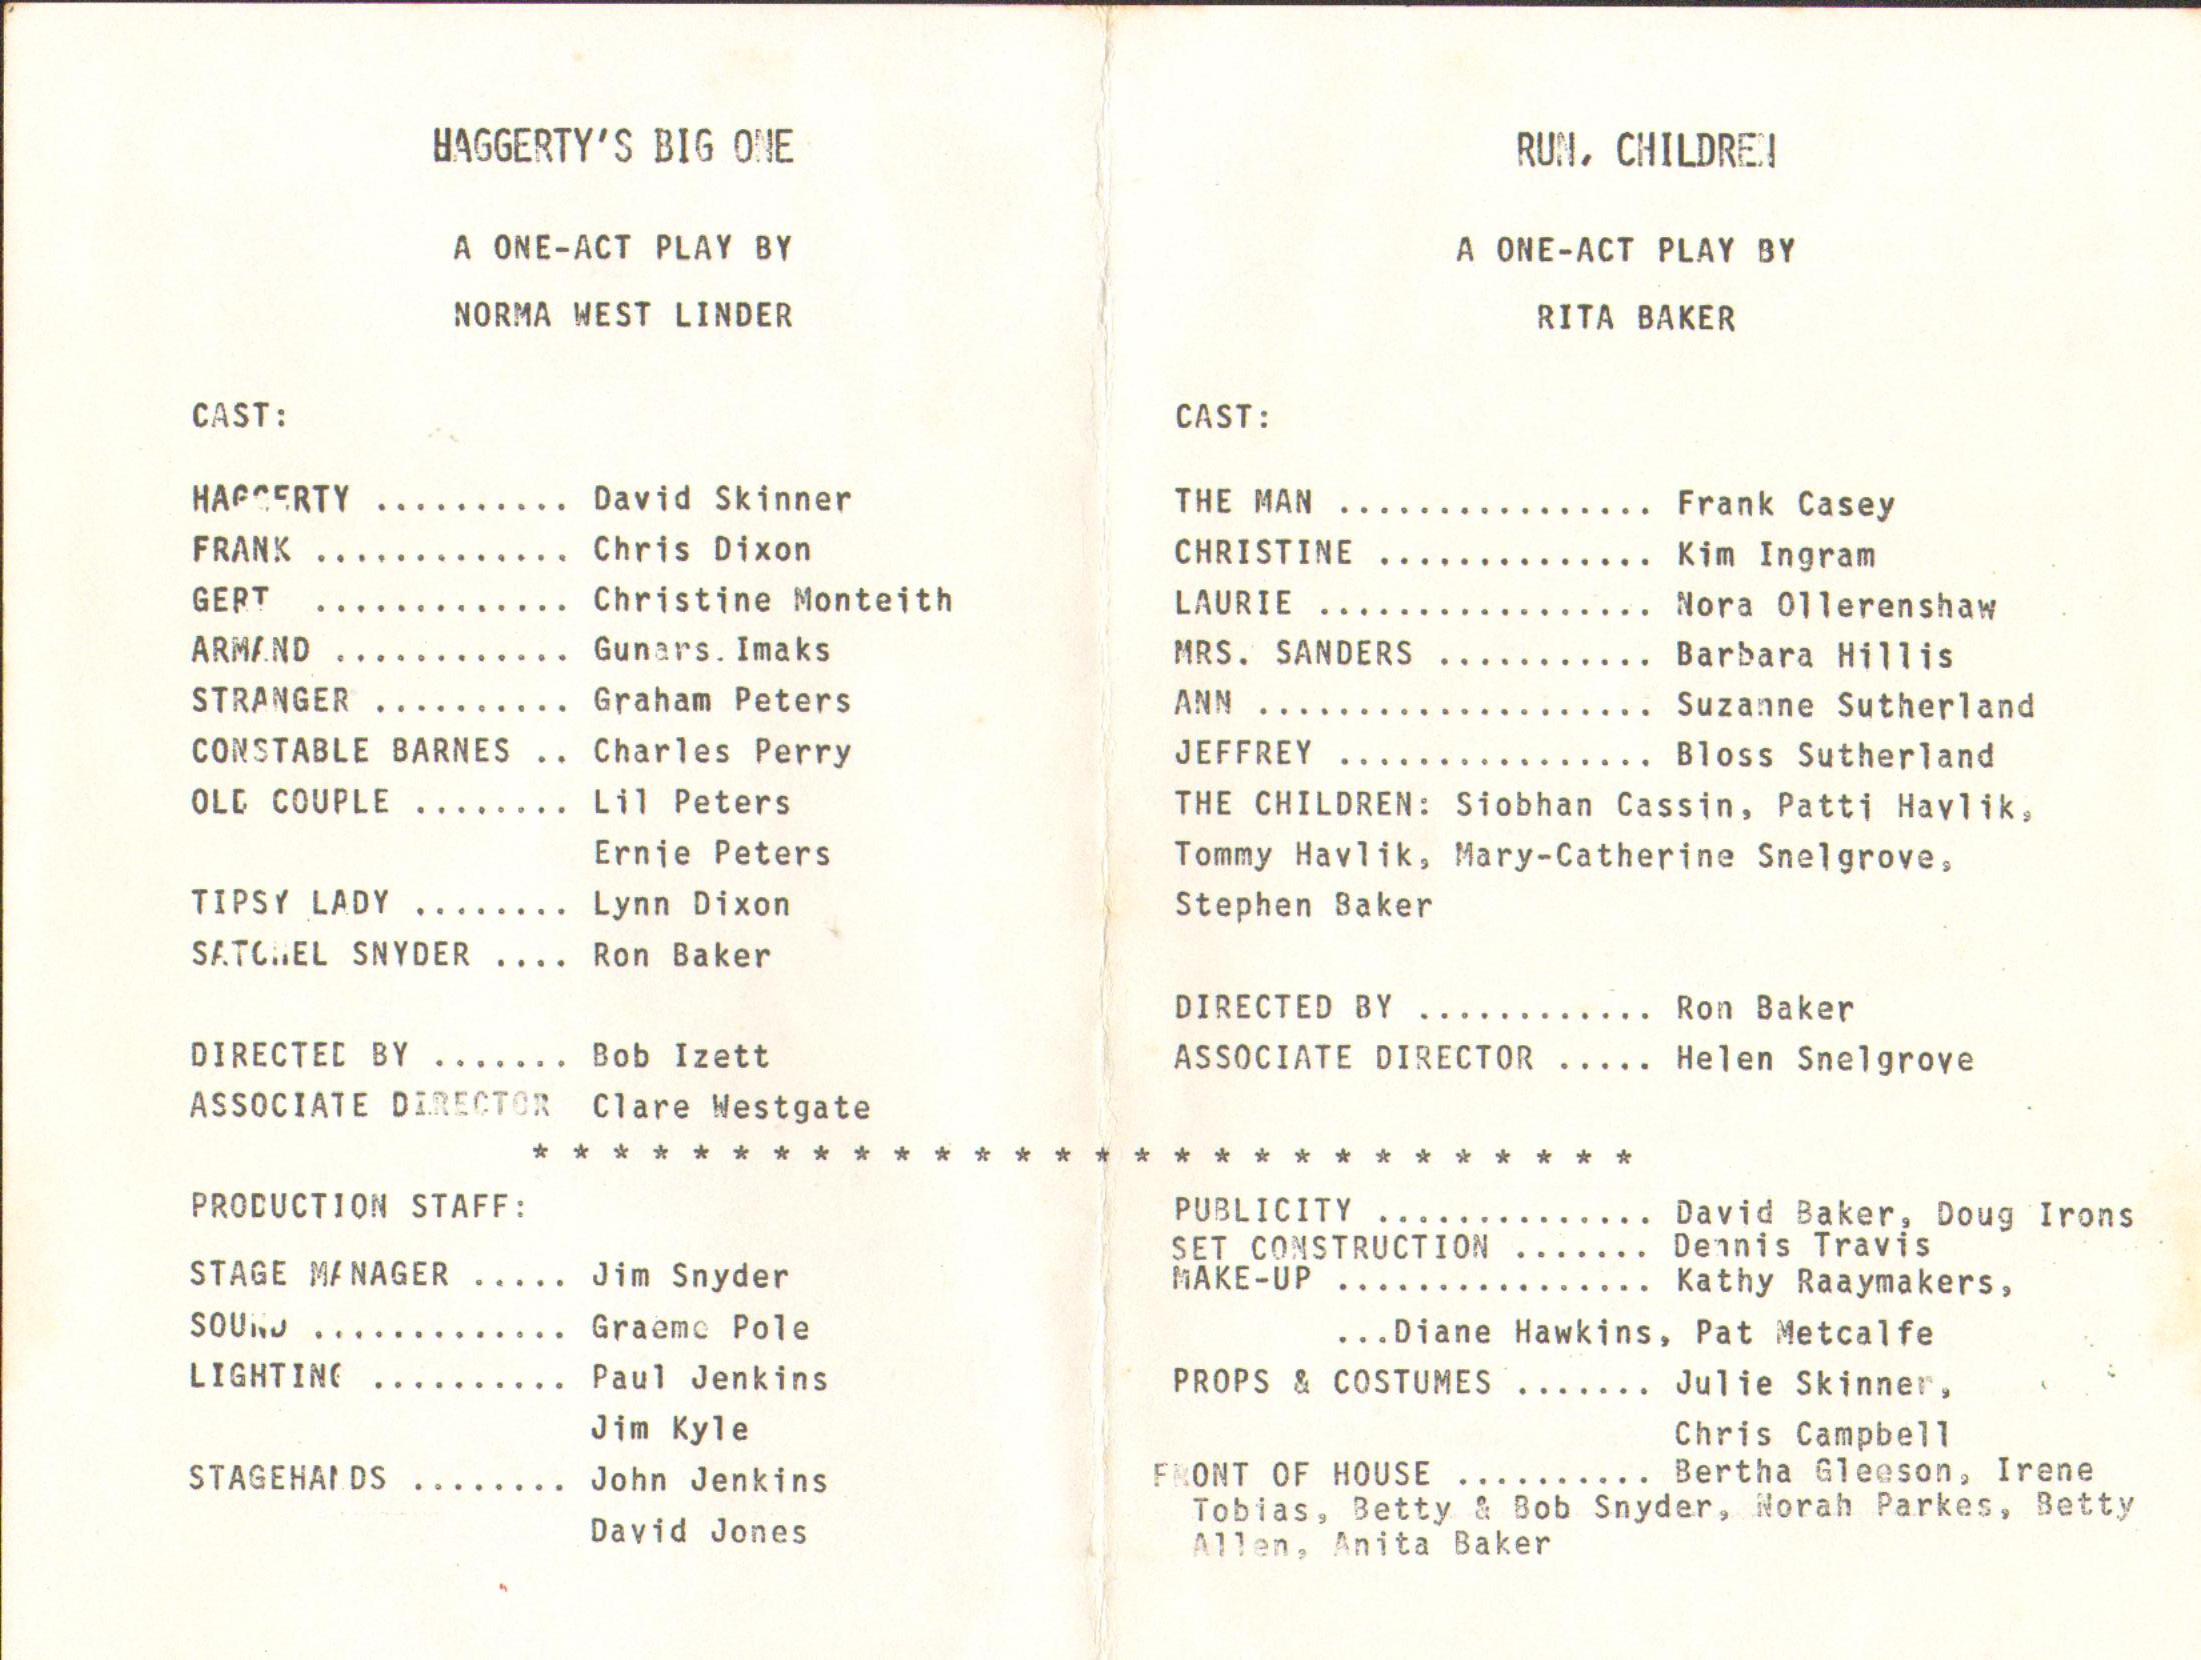 HAGGERTY'S BIG ONE
A ONE-ACT PLAY BY
NORMA WEST LINDER
CAST:
HAGGERTY .......... David Skinner
FRANK ............. Chris Dixon
GERT ............. Christine Monteith
ARMAND ............ Gunars Imaks
STRANGER .......... Graham Peters
CONSTABLE BARNES .. Charles Perry
OLD COUPLE ........ Lil Peters
Ernie Peters
TIPSY LADY ........ Lynn Dixon
SATCHEL SNYDER .... Ron Baker
DIRECTED BY ....... Bob Izett
ASSOCIATE DIRECTOR Clare Westgate
RUN, CHILDREN
A ONE-ACT PLAY BY
RITA BAKER
CAST:
THE MAN ................ Frank Casey
CHRISTINE .............. Kim Ingram
LAURIE ................. Nora Ollerenshaw
MRS. SANDERS ........... Barbara Hillis
ANN .................... Suzanne Sutherland
JEFFREY ................ Bloss Sutherland
THE CHILDREN: Siobhan Cassin, Patti Havlik,
Tommy Havlik, Mary-Catherine Snelgrove,
Stephen Baker
DIRECTED BY ............ Ron Baker
ASSOCIATE DIRECTOR ..... Helen Snelgrove
* * * * * * * * * * * * * * * * * * * * * * * * * * * *
PRODUCTION STAFF:
STAGE MANAGER ..... Jim Snyder
SOUND ............. Graeme Pole
LIGHTING .......... Paul Jenkins
Jim Kyle
STAGEHANDS ........ John Jenkins
David Jones
PUBLICITY .............. David Baker, Doug Irons
SET CONSTRUCTION ....... Dennis Travis
MAKE-UP ................ Kathy Raaymakers,
...Diane Hawkins, Pat Metcalfe
PROPS & COSTUMES ....... Julie Skinner,
Chris Campbell
FRONT OF HOUSE .......... Bertha Gleeson, Irene
Tobias, Betty & Bob Snyder, Norah Parkes, Betty
Allen, Anita Baker